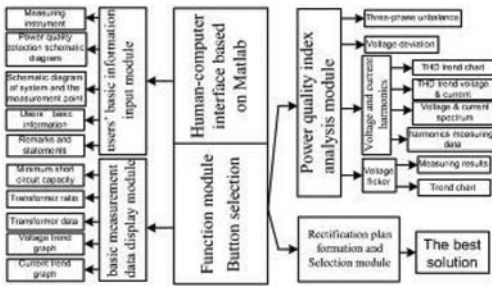 Measuring
instrument
Power quality
detection schematic
diagram
Schematic diagram
of system and the
measurement point
Users' basic
information
Remarks and
statements
Minimum short
circuit capacity
Transformer ratio
Transformer data
Voltage trend
graph
Current trend
graph
users' basic information
input module
basic measurement
data display module
Human-computer
interface based
on Matlab
Function module
Button selection
Power quality index
analysis module
Three-phase unbalance
Voltage deviation
Voltage and current
harmonics
THD trend chart
THD trend voltage
& current
Voltage & current
spectrum
harmonics measuring
data
Voltage
flicker
Measuring results
Trend chart
Rectification plan
formation and
Selection module
The best
solution